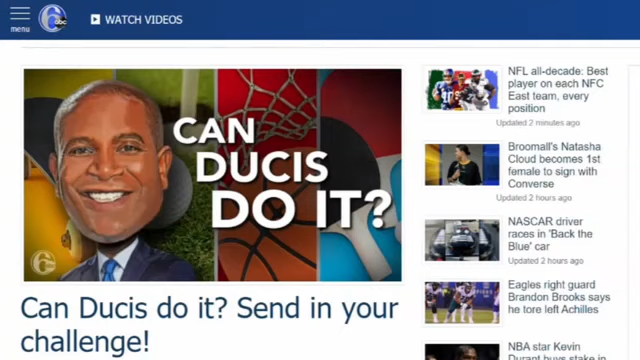 menu
6
abc
WATCH VIDEOS
CAN
DUCIS
DO IT?
6
Can Ducis do it? Send in your
challenge!
NFL all-decade: Best
player on each NFC
East team, every
position
Updated 2 minutes ago
Broomall's Natasha
Cloud becomes 1st
female to sign with
Converse
Updated 2 hours ago
NASCAR driver
races in 'Back the
Blue' car
Updated 2 hours ago
Eagles right guard
Brandon Brooks says
he tore left Achilles
NBA star Kevin
Durant buys stake in